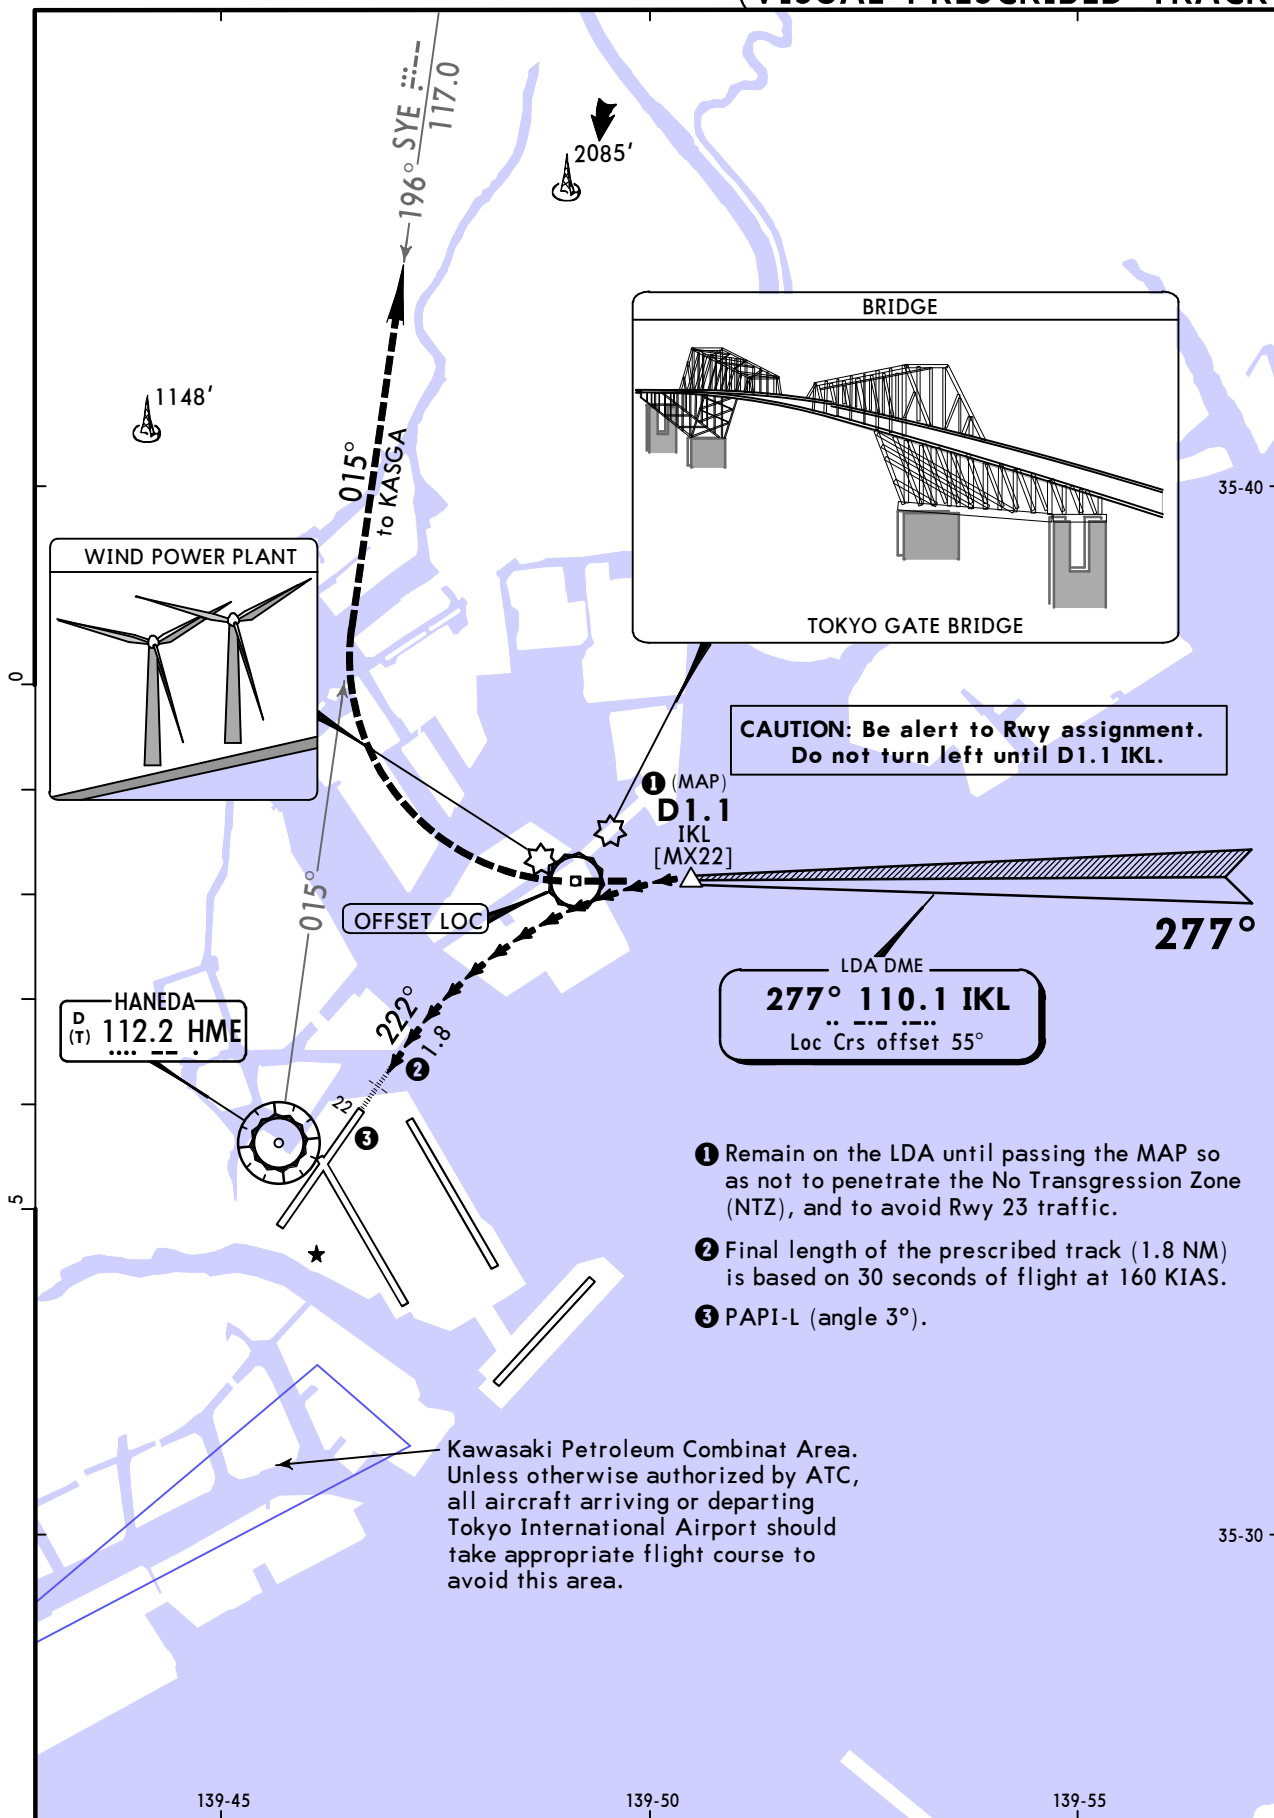 (VISUAL PRESCRIBED TRACK
SYE
117.0
196°
2085'
1148'
BRIDGE
TOKYO GATE BRIDGE
35-40
015°
to KASGA
WIND POWER PLANT
0
CAUTION: Be alert to Rwy assignment.
Do not turn left until D1.1 IKL.
1 (MAP)
D1.1
IKL
[MX22]
015°
OFFSET LOC
277°
LDA DME
277° 110.1 IKL
Loc Crs offset 55°
HANEDA
D
(T) 112.2 HME
222°
1.8
2
22
3
5
1 Remain on the LDA until passing the MAP so
as not to penetrate the No Transgression Zone
(NTZ), and to avoid Rwy 23 traffic.
2 Final length of the prescribed track (1.8 NM)
is based on 30 seconds of flight at 160 KIAS.
3 PAPI-L (angle 3°).
Kawasaki Petroleum Combinat Area.
Unless otherwise authorized by ATC,
all aircraft arriving or departing
Tokyo International Airport should
take appropriate flight course to
avoid this area.
35-30
139-45
139-50
139-55